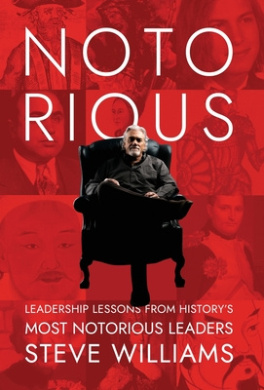 NOTO
RIOUS
LEADERSHIP LESSONS FROM HISTORY'S
MOST NOTORIOUS LEADERS
STEVE WILLIAMS